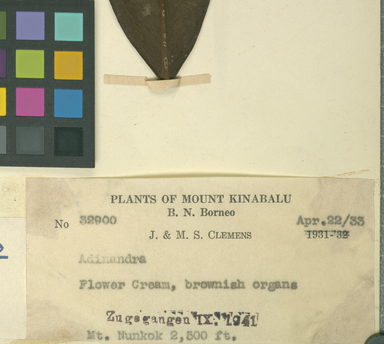 PLANTS OF MOUNT KINABALU
B. N. Borneo
No 32900 Apr.22/33
J. & M. S. CLEMENS 1931-'32
Adinandra
Flower Cream, brownish organs
Zugegangen IX. 1941
Mt. Nunkok 2,500 ft.